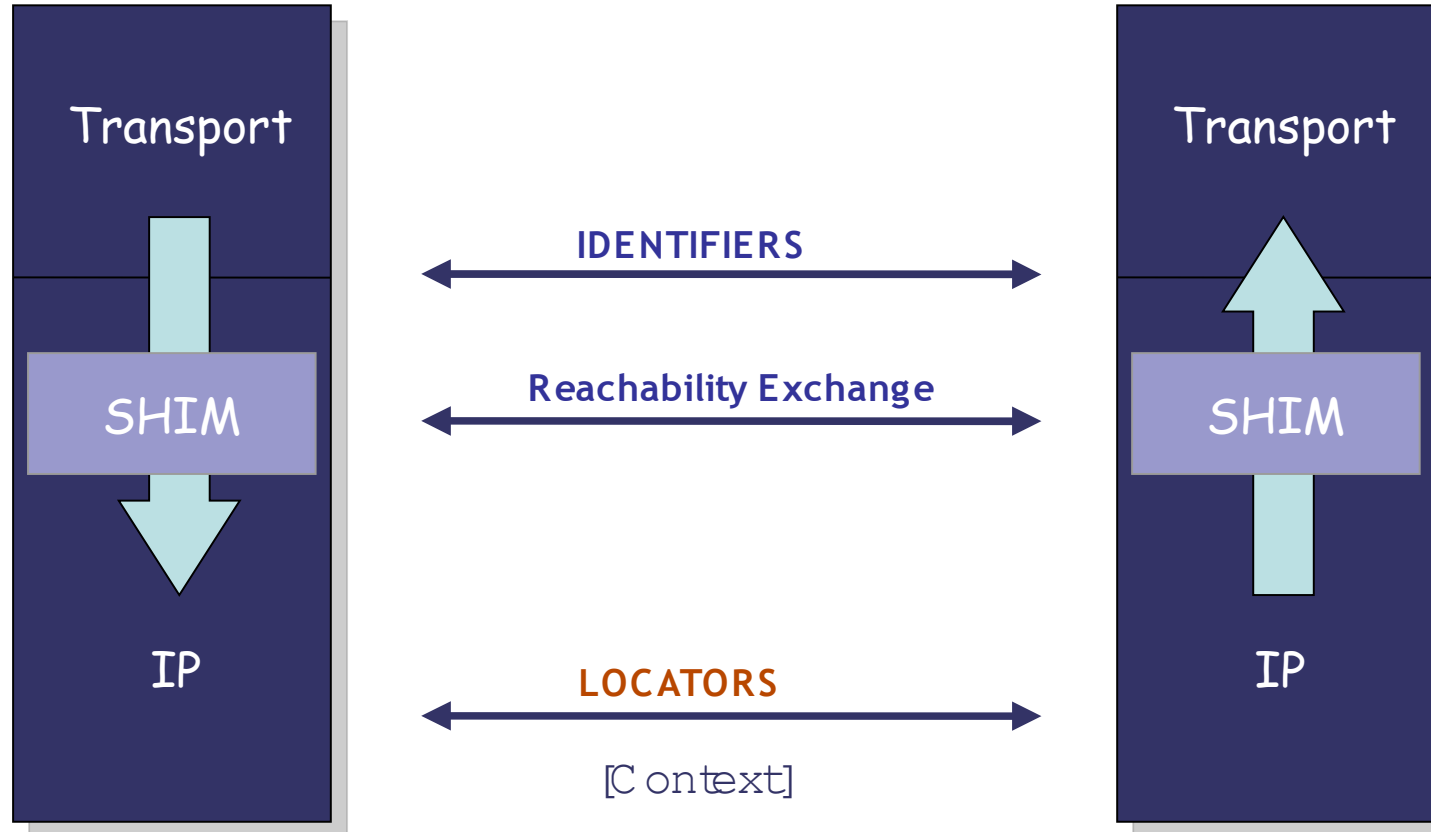 Transport
Transport
IDENTIFIERS
Reachability Exchange
SHIM
SHIM
IP
IP
LOCATORS
[Context]